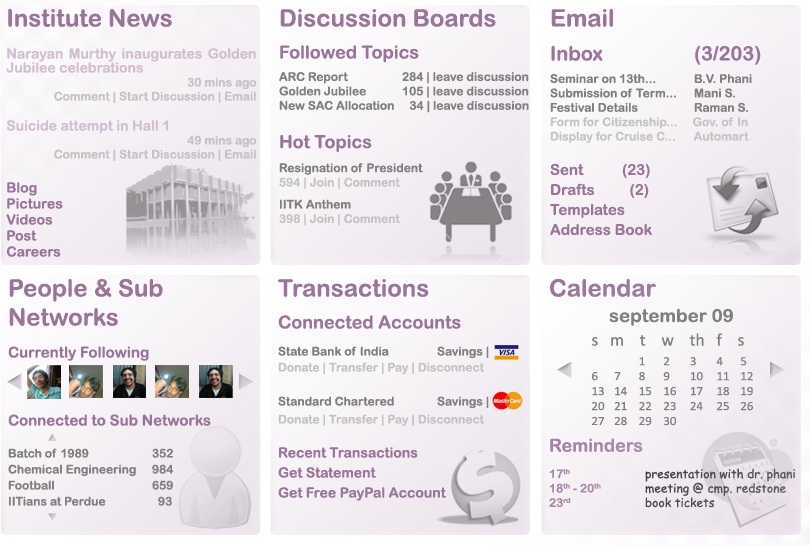 Institute News
Narayan Murthy inaugurates Golden
Jubilee celebrations
30 mins ago
Comment | Start Discussion | Email
Suicide attempt in Hall 1
49 mins ago
Comment | Start Discussion | Email
Blog
Pictures
Videos
Post
Careers
Discussion Boards
Followed Topics
ARC Report 284 | leave discussion
Golden Jubilee 105 | leave discussion
New SAC Allocation 34 | leave discussion
Hot Topics
Resignation of President
594 | Join | Comment
IITK Anthem
398 | Join | Comment
Email
Inbox (3/203)
Seminar on 13th... B.V. Phani
Submission of Term... Mani S.
Festival Details Raman S.
Form for Citizenship... Gov. of In
Display for Cruise C... Automart
Sent (23)
Drafts (2)
Templates
Address Book
People & Sub
Networks
Currently Following
Connected to Sub Networks
Batch of 1989 352
Chemical Engineering 984
Football 659
IITians at Perdue 93
Transactions
Connected Accounts
State Bank of India Savings | VISA
Donate | Transfer | Pay | Disconnect
Standard Chartered Savings | MasterCard
Donate | Transfer | Pay | Disconnect
Recent Transactions
Get Statement
Get Free PayPal Account
Calendar
september 09
s m t w th f s
1 2 3 4 5
6 7 8 9 10 11 12
13 14 15 16 17 18 19
20 21 22 23 24 25 26
27 28 29 30
Reminders
17th presentation with dr. phani
18th - 20th meeting @ cmp. redstone
23rd book tickets